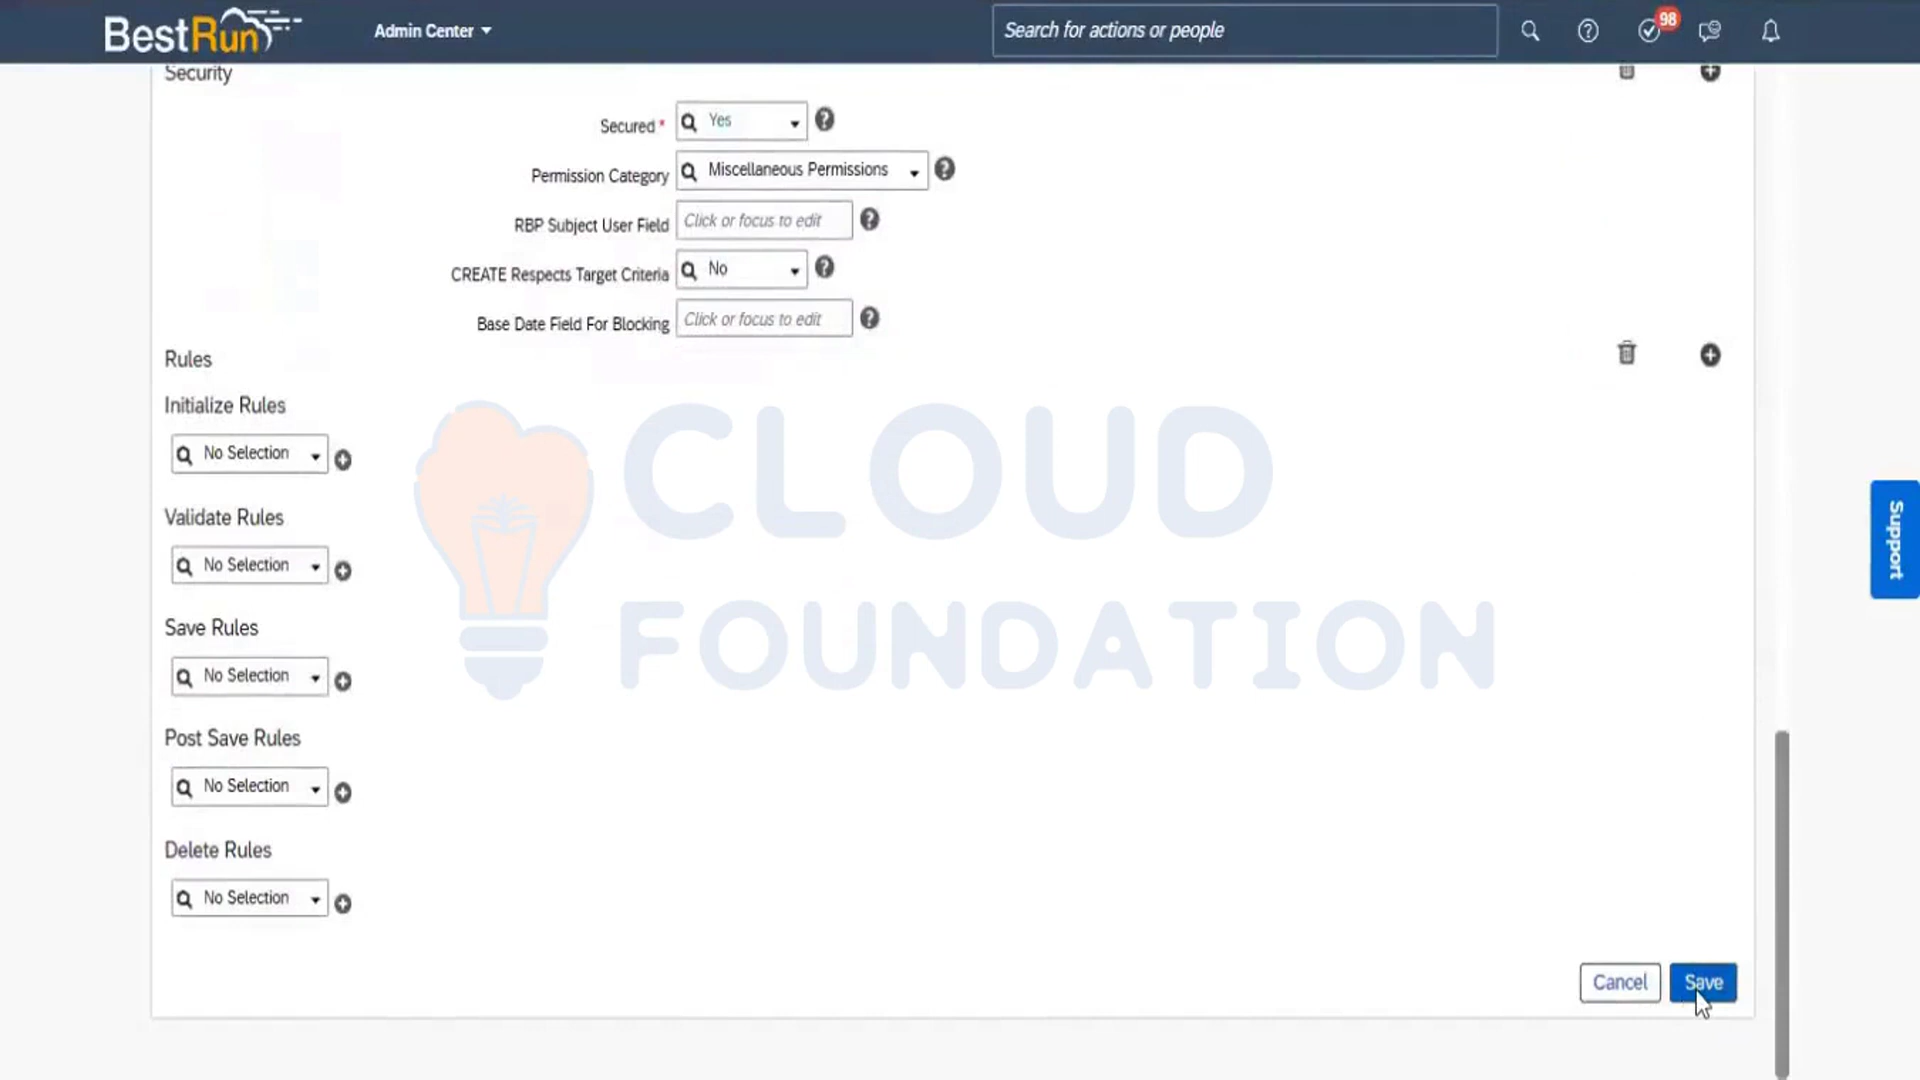 BestRun
Admin Center
Search for actions or people
98
Security
Secured *
Yes
Permission Category
Miscellaneous Permissions
RBP Subject User Field
Click or focus to edit
CREATE Respects Target Criteria
No
Base Date Field For Blocking
Click or focus to edit
Rules
Initialize Rules
No Selection
Validate Rules
No Selection
Save Rules
No Selection
Post Save Rules
No Selection
Delete Rules
No Selection
CLOUD
FOUNDATION
Support
Cancel
Save